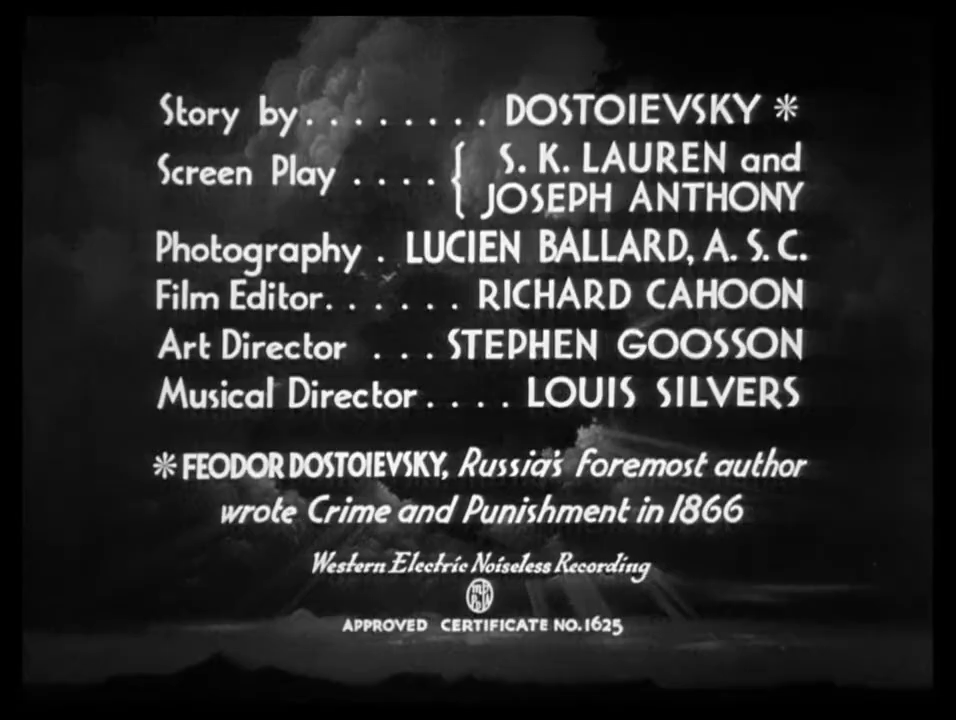 Story by. . . . . . . . DOSTOIEVSKY *
Screen Play . . . . { S. K. LAUREN and
JOSEPH ANTHONY
Photography . LUCIEN BALLARD, A. S. C.
Film Editor. . . . . . RICHARD CAHOON
Art Director . . . STEPHEN GOOSSON
Musical Director . . . . LOUIS SILVERS
* FEODOR DOSTOIEVSKY, Russia's foremost author
wrote Crime and Punishment in 1866
Western Electric Noiseless Recording
APPROVED CERTIFICATE NO. 1625